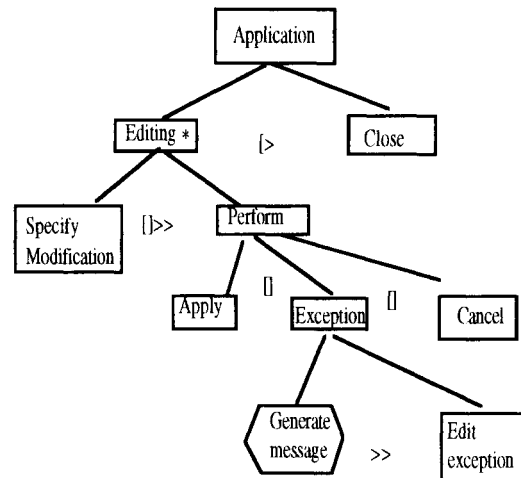 Application
Editing *
[>
Close
Specify
Modification
[]>>
Perform
Apply
[]
Exception
[]
Cancel
Generate
message
>>
Edit
exception